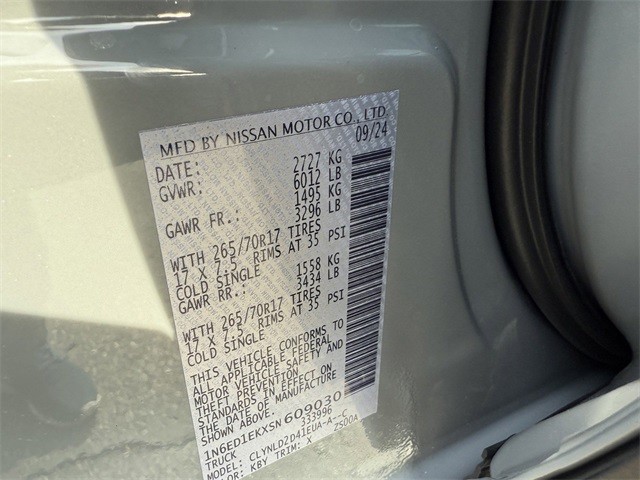 MFD BY NISSAN MOTOR CO., LTD
DATE: 09/24
GVWR: 2727 KG
6012 LB
GAWR FR.: 1495 KG
3296 LB
WITH 265/70R17 TIRES
17 X 7.5 RIMS AT 35 PSI
COLD SINGLE
GAWR RR.: 1558 KG
3434 LB
WITH 265/70R17 TIRES
17 X 7.5 RIMS AT 35 PSI
COLD SINGLE
THIS VEHICLE CONFORMS TO
ALL APPLICABLE FEDERAL
MOTOR VEHICLE SAFETY AND
THEFT PREVENTION
STANDARDS IN EFFECT ON
THE DATE OF MANUFACTURE
SHOWN ABOVE.
1N6ED1EKXSN609030
TRUCK 333996
MODEL: CLYNLD2D41EUA-A--C
COLOR: KBY TRIM: X 2S00A